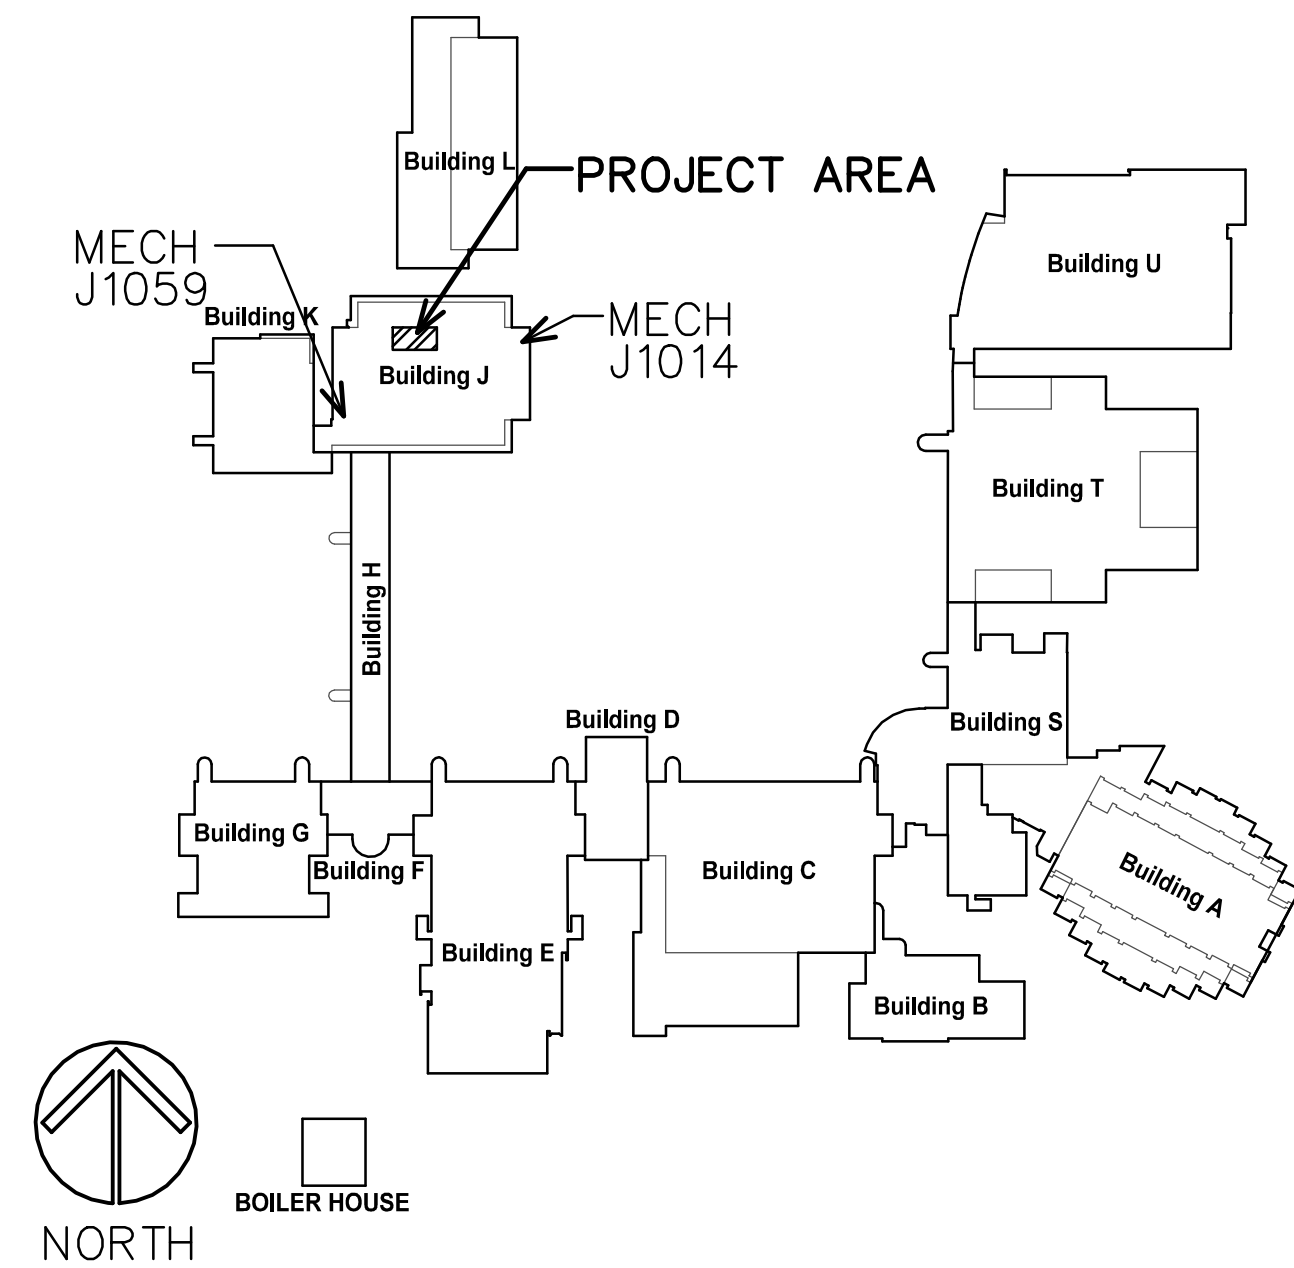 Building L
PROJECT AREA
MECH
J1059
Building U
Building K
MECH
J1014
Building J
Building T
Building H
Building D
Building S
Building G
Building F
Building C
Building A
Building E
Building B
BOILER HOUSE
NORTH